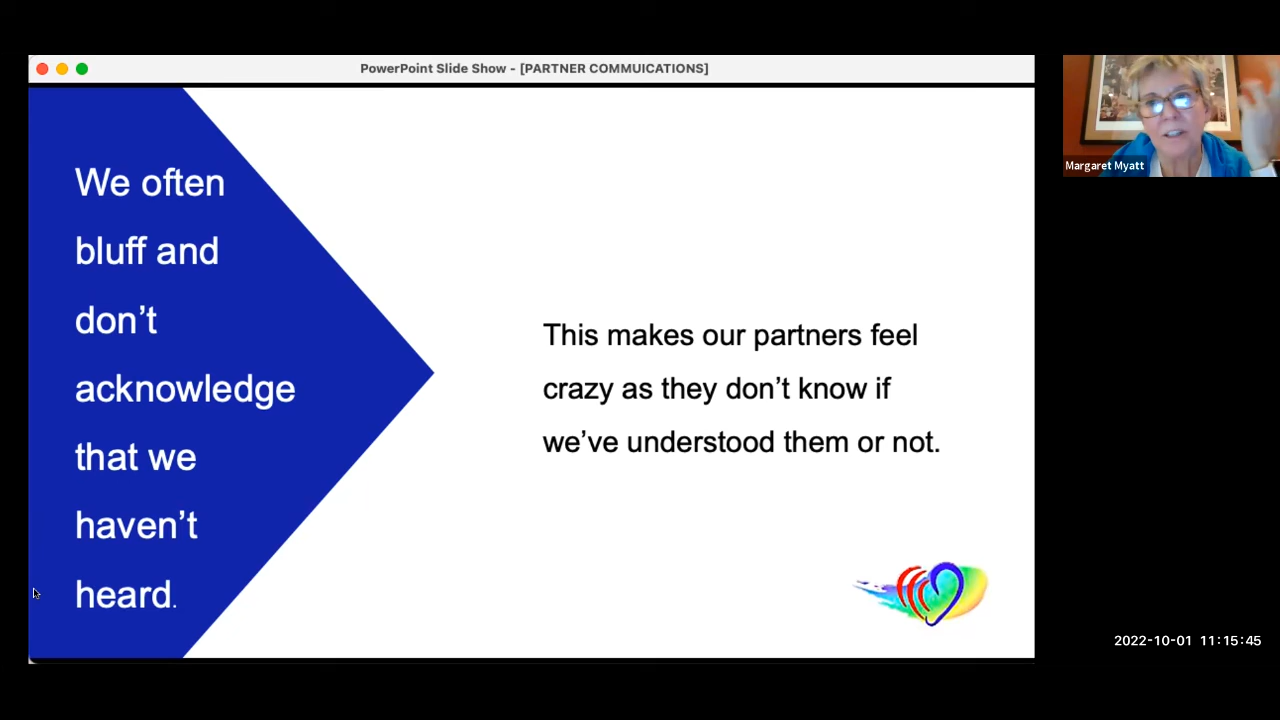 PowerPoint Slide Show - [PARTNER COMMUICATIONS]
We often
bluff and
don’t
acknowledge
that we
haven’t
heard.
This makes our partners feel
crazy as they don’t know if
we’ve understood them or not.
Margaret Myatt
2022-10-01 11:15:45